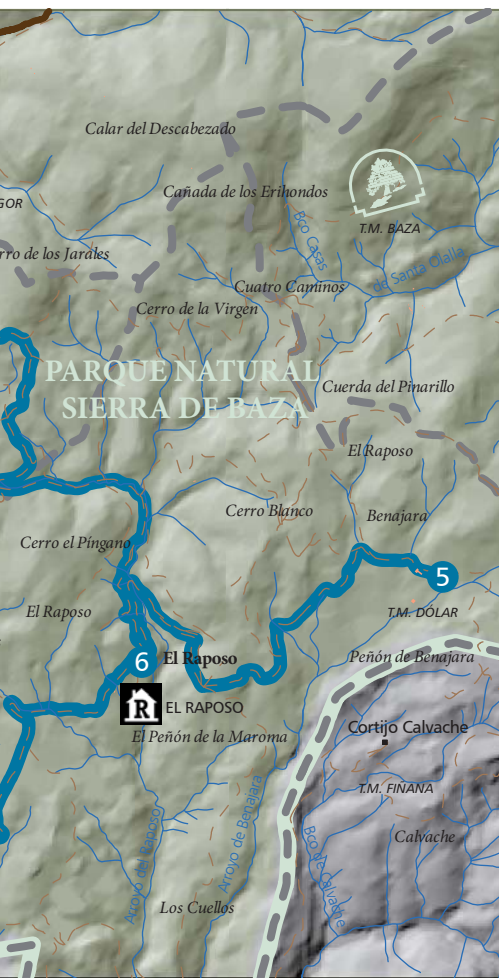 Calar del Descabezado
Cañada de los Erihondos
GOR
T.M. BAZA
Bco Casas
rro de los Jarales
de Santa Olalla
Cuatro Caminos
Cerro de la Virgen
PARQUE NATURAL
SIERRA DE BAZA
Cuerda del Pinarillo
El Raposo
Cerro Blanco
Benajara
Cerro el Píngano
5
El Raposo
T.M. DÓLAR
6
El Raposo
Peñón de Benajara
R
EL RAPOSO
Cortijo Calvache
El Peñón de la Maroma
T.M. FIÑANA
Arroyo del Raposo
Arroyo de Benajara
Bco de Calvache
Calvache
Los Cuellos